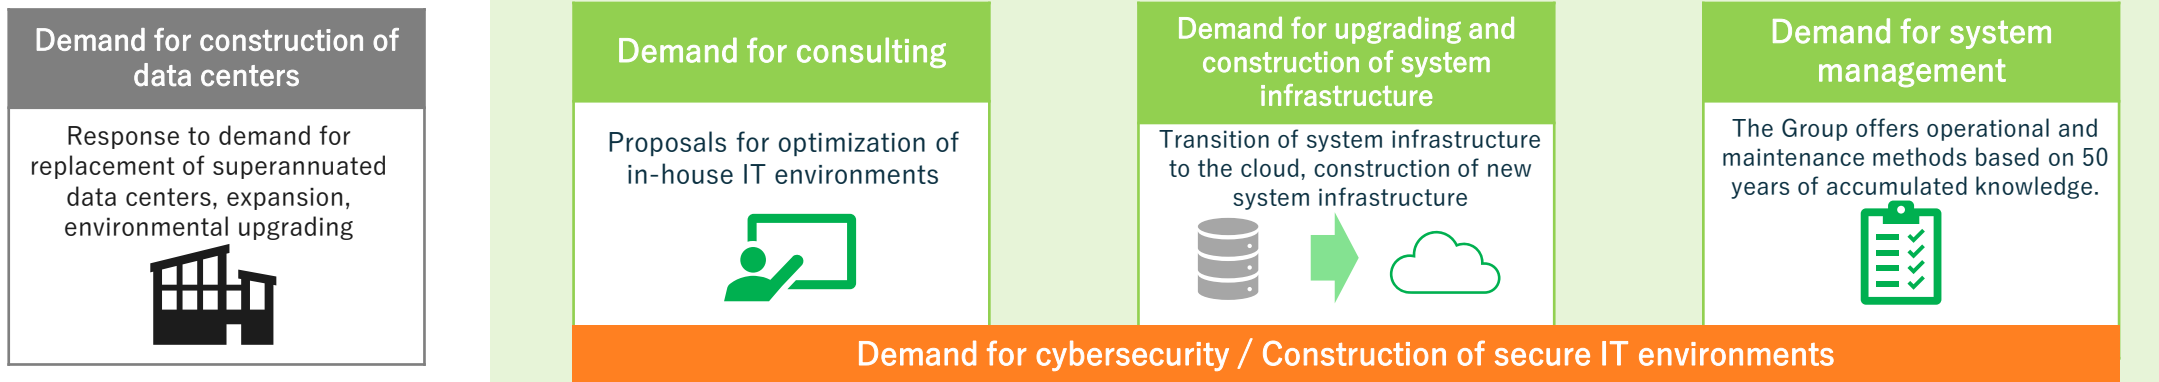 Demand for construction of
data centers
Response to demand for
replacement of superannuated
data centers, expansion,
environmental upgrading
Demand for consulting
Proposals for optimization of
in-house IT environments
Demand for upgrading and
construction of system
infrastructure
Transition of system infrastructure
to the cloud, construction of new
system infrastructure
Demand for system
management
The Group offers operational and
maintenance methods based on 50
years of accumulated knowledge.
Demand for cybersecurity / Construction of secure IT environments